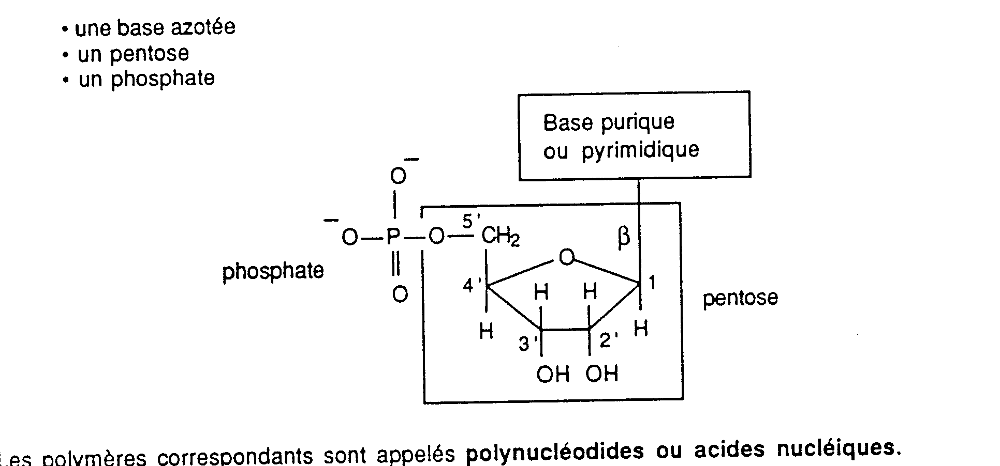 • une base azotée
• un pentose
• un phosphate
Base purique
ou pyrimidique
O–
–O—P—O—5' CH2
β
phosphate
O
O
4'
H
H
1
pentose
H
3'
2'
H
OH OH
Les polymères correspondants sont appelés polynucléodides ou acides nucléiques.